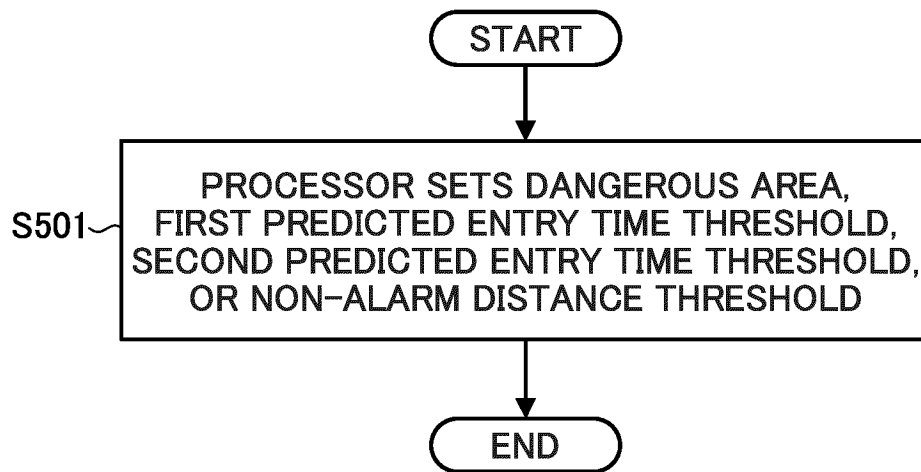 START
S501
PROCESSOR SETS DANGEROUS AREA,
FIRST PREDICTED ENTRY TIME THRESHOLD,
SECOND PREDICTED ENTRY TIME THRESHOLD,
OR NON-ALARM DISTANCE THRESHOLD
END